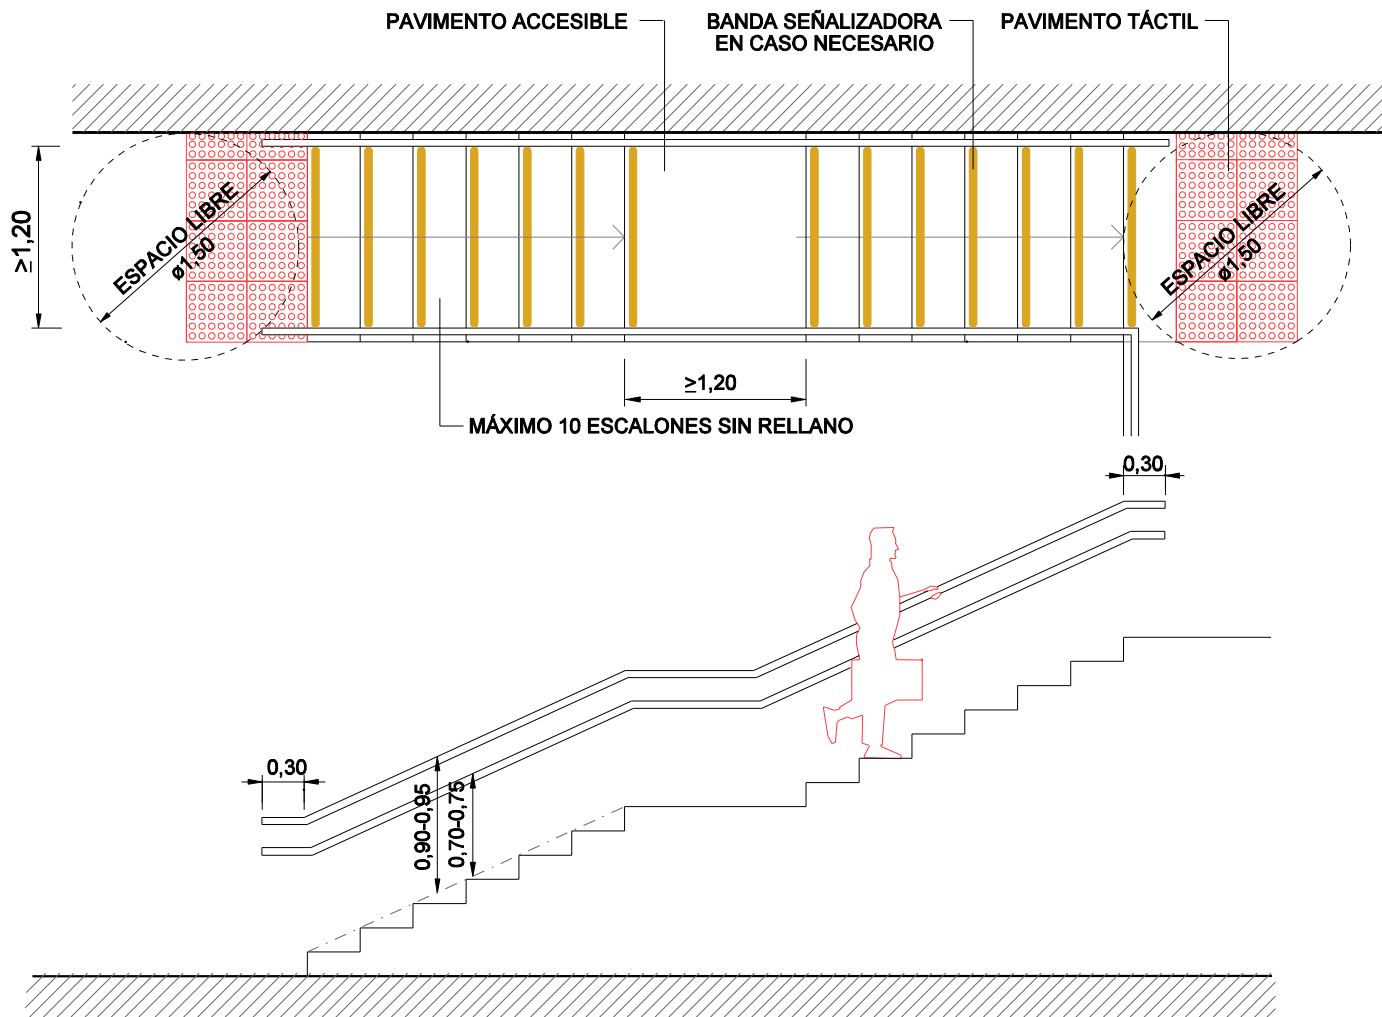 PAVIMENTO ACCESIBLE
BANDA SEÑALIZADORA
EN CASO NECESARIO
PAVIMENTO TÁCTIL
≥1,20
ESPACIO LIBRE
ø1,50
ESPACIO LIBRE
ø1,50
≥1,20
MÁXIMO 10 ESCALONES SIN RELLANO
0,30
0,30
0,90-0,95
0,70-0,75